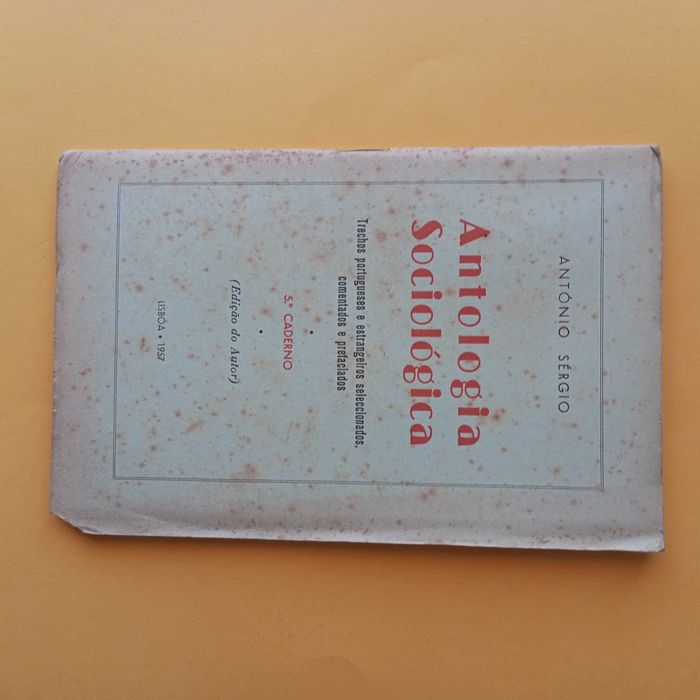 ANTÓNIO SÉRGIO
Antologia
Sociológica
Trechos portugueses e estrangeiros seleccionados,
comentados e prefaciados
5.º CADERNO
(Edição do Autor)
LISBOA • 1957